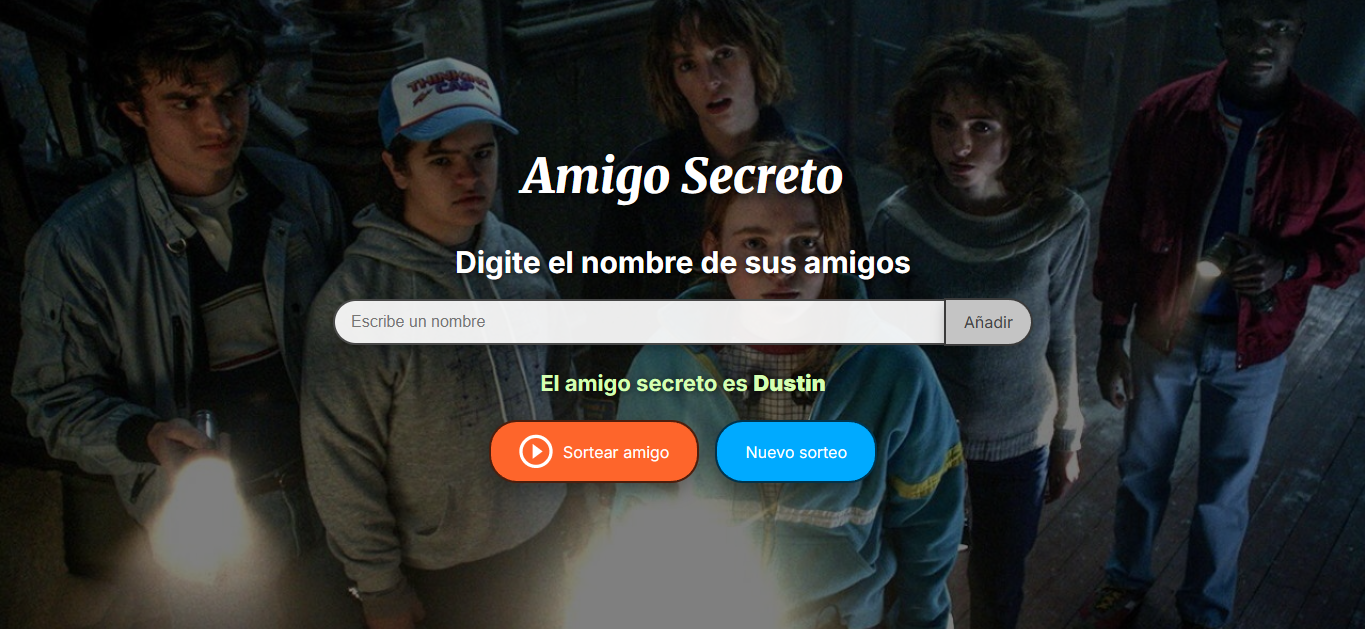 THINKING
CAP
Amigo Secreto
Digite el nombre de sus amigos
Escribe un nombre
Añadir
El amigo secreto es Dustin
Sortear amigo
Nuevo sorteo